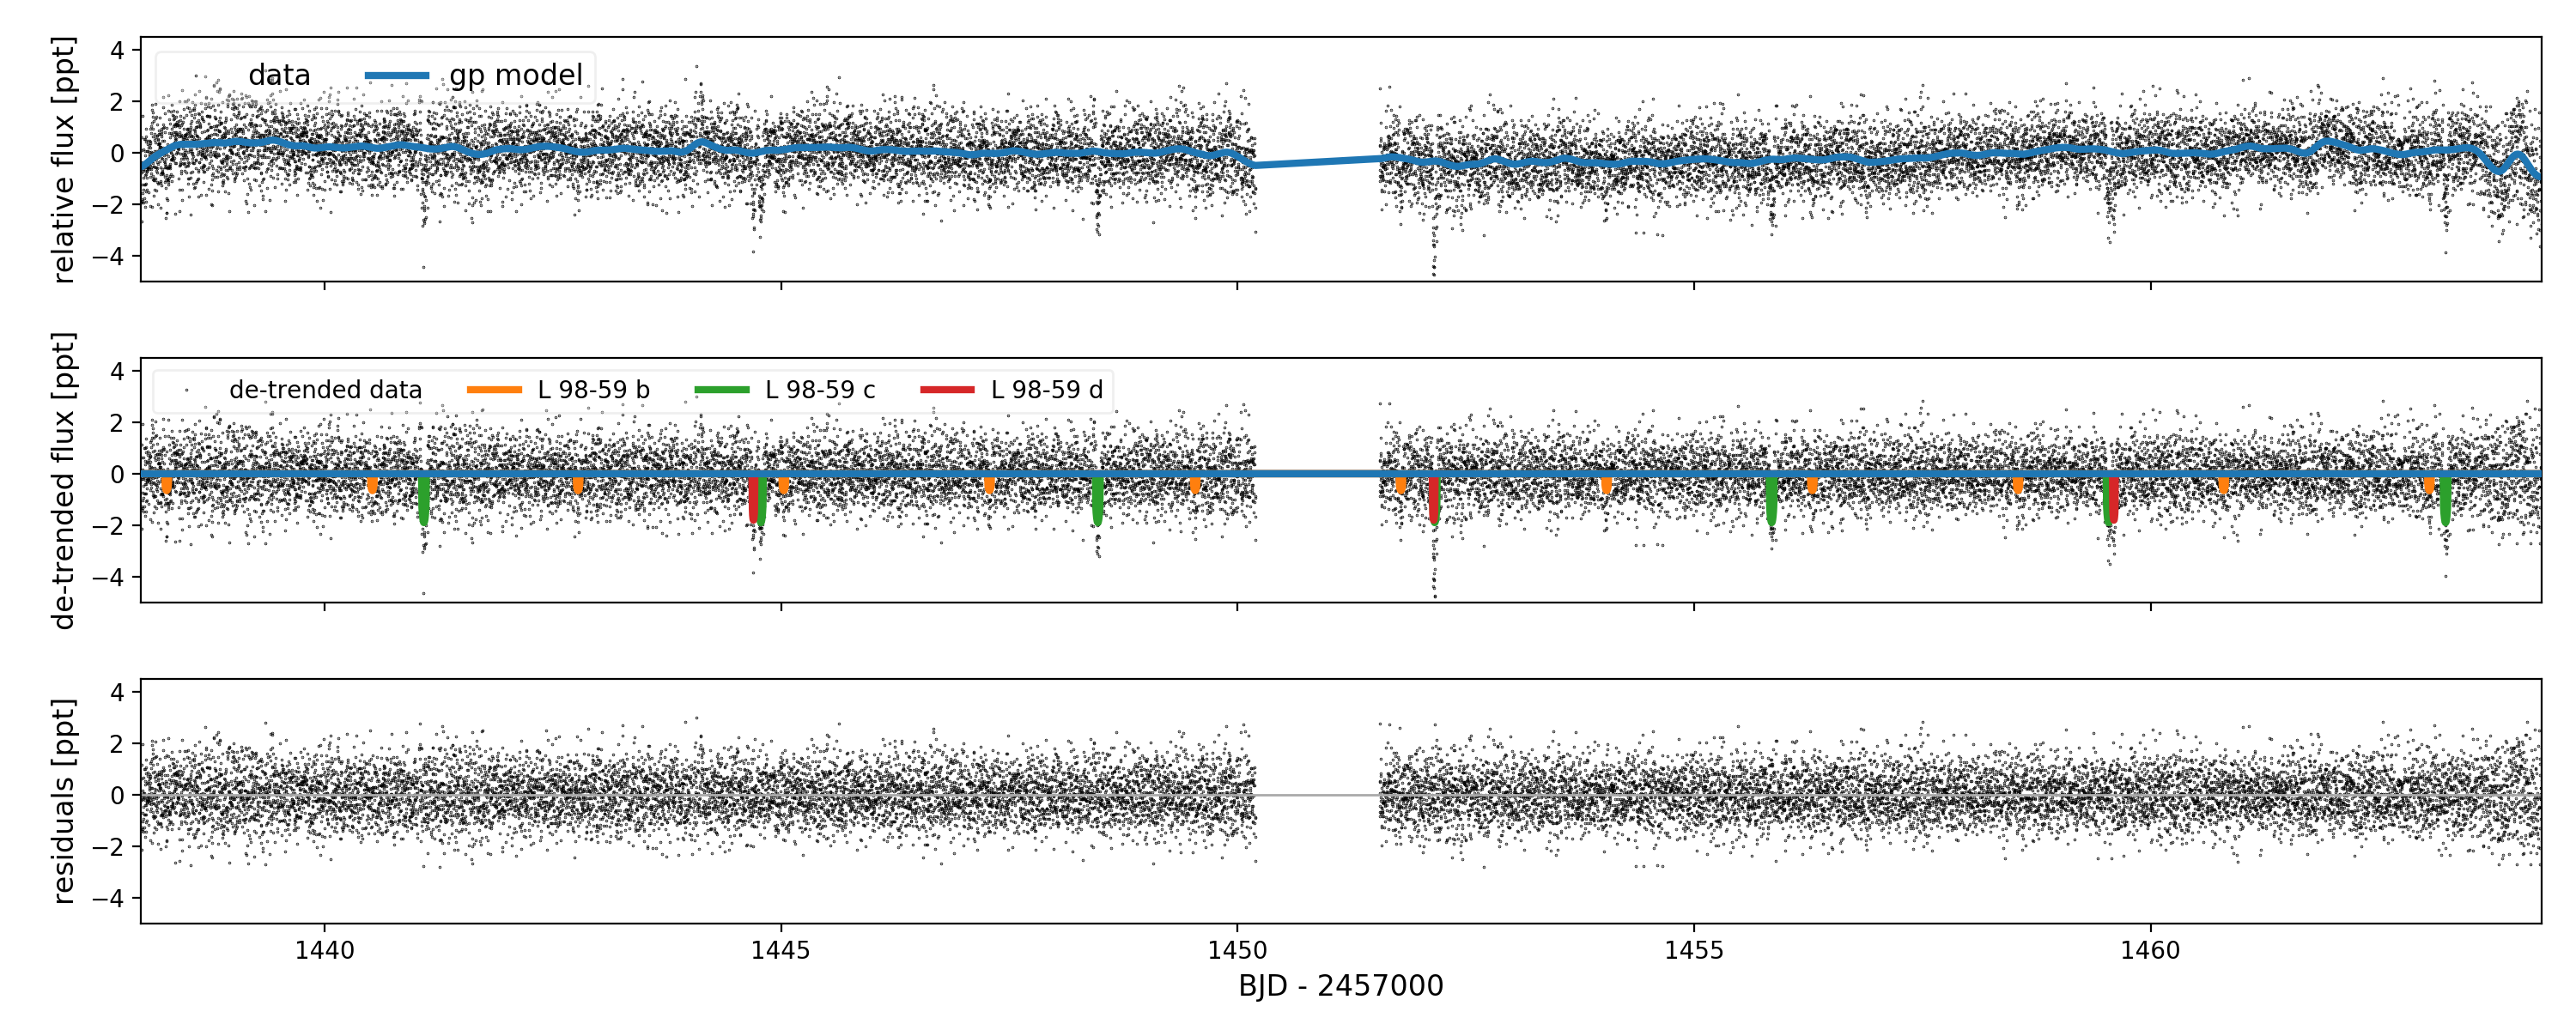 relative flux [ppt]
4
2
0
−2
−4
data gp model
de-trended flux [ppt]
4
2
0
−2
−4
de-trended data L 98-59 b L 98-59 c L 98-59 d
residuals [ppt]
4
2
0
−2
−4
1440 1445 1450 1455 1460
BJD - 2457000